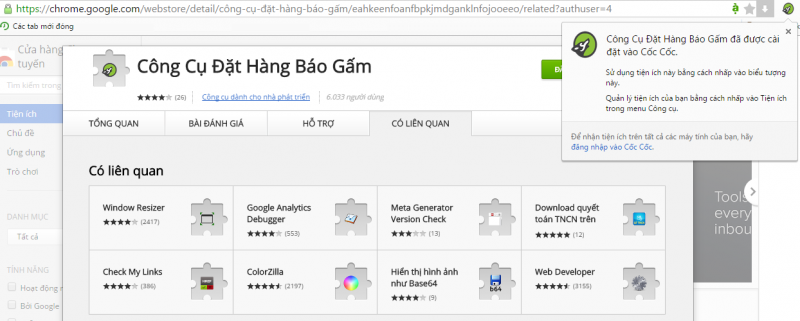 https://chrome.google.com/webstore/detail/công-cụ-đặt-hàng-báo-gấm/eahkeenfoanfbpkjmdganklnfojooeeo/related?authuser=4
Các tab mới đóng
Cửa hàng
tuyến
Tìm kiếm trong
Tiện ích
Chủ đề
Ứng dụng
Trò chơi
DANH MỤC
Tất cả
TÍNH NĂNG
Hoạt động
Bởi Google
Công Cụ Đặt Hàng Báo Gấm
(26)
Công cụ dành cho nhà phát triển
6.033 người dùng
TỔNG QUAN
BÀI ĐÁNH GIÁ
HỖ TRỢ
CÓ LIÊN QUAN
Có liên quan
Window Resizer
(2417)
Google Analytics
Debugger
(553)
Meta Generator
Version Check
(13)
Download quyết
toán TNCN trên
(12)
Check My Links
(386)
ColorZilla
(2197)
Hiển thị hình ảnh
như Base64
(9)
b64
Web Developer
(3155)
Công Cụ Đặt Hàng Báo Gấm đã được cài
đặt vào Cốc Cốc.
Sử dụng tiện ích này bằng cách nhấp vào biểu tượng
này.
Quản lý tiện ích của bạn bằng cách nhấp vào Tiện ích
trong menu Công cụ.
Để nhận tiện ích trên tất cả các máy tính của bạn, hãy
đăng nhập vào Cốc Cốc.
Tools
every
inbou